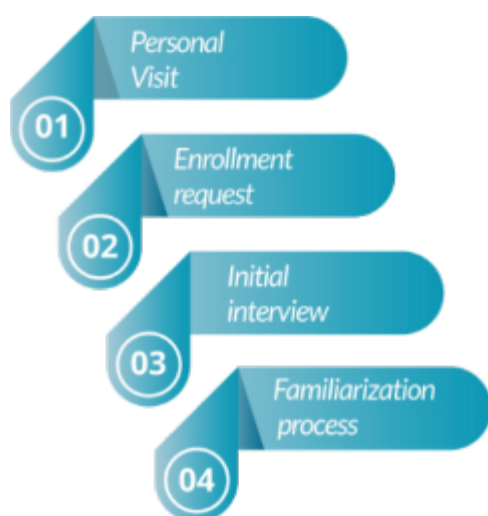 Personal
Visit
01
Enrollment
request
02
Initial
interview
03
Familiarization
process
04